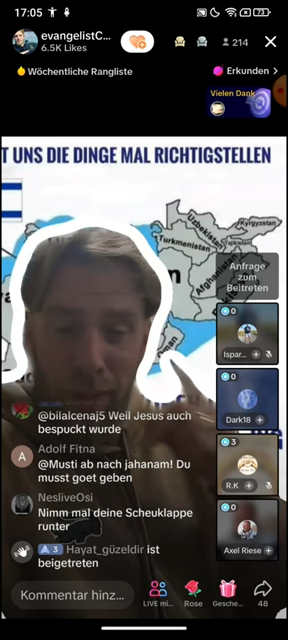 17:05
73
evangelistC...
6.5K Likes
214
Wöchentliche Rangliste
Erkunden >
Vielen Dank
T UNS DIE DINGE MAL RICHTIGSTELLEN
Uzbekistan
Kyrgyzstan
Turkmenistan
Tajikistan
Afghanistan
Anfrage zum
Beitreten
0
Ispar...
0
Dark18
3
R.K
0
Axel Riese
@bilalcenaj5 Weil Jesus auch
bespuckt wurde
A
Adolf Fitna
@Musti ab nach jahanam! Du
musst goet geben
NesliveOsi
Nimm mal deine Scheuklappe
runter
3 Hayat_güzeldir ist
beigetreten
Kommentar hinz...
LIVE mi...
Rose
Gesche...
48